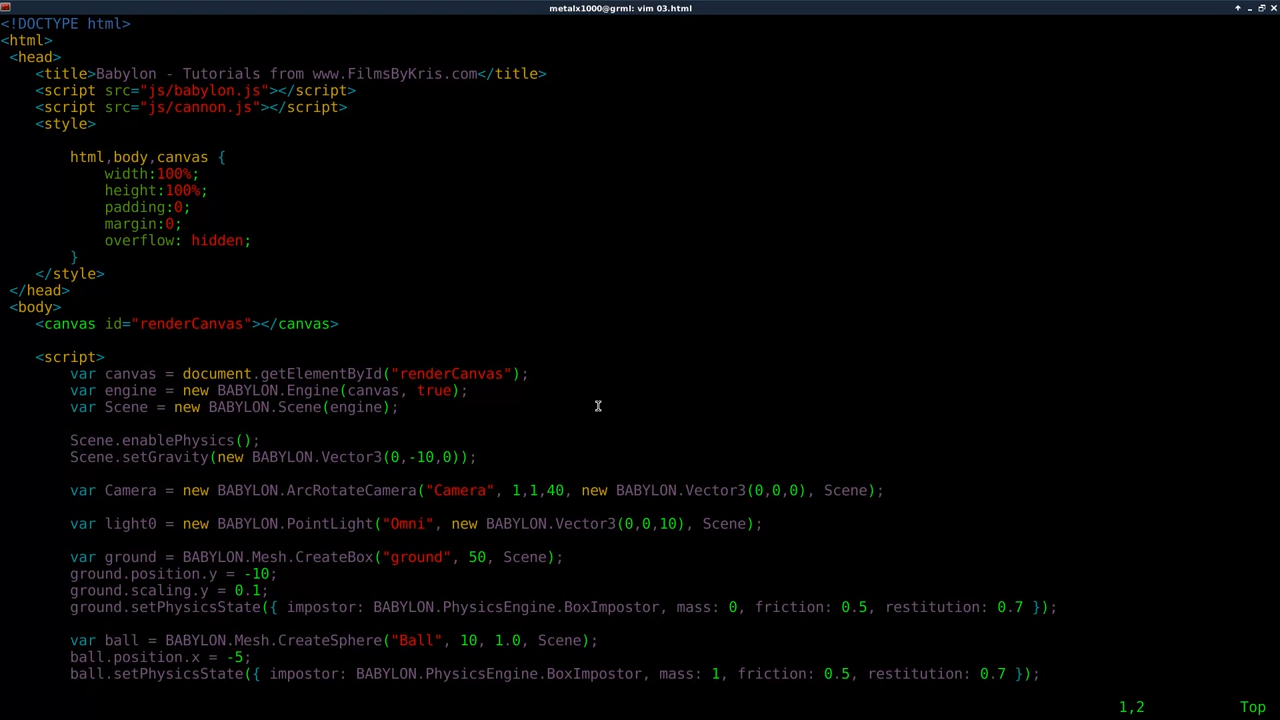 metalx1000@grml: vim 03.html
<!DOCTYPE html>
<html>
 <head>
    <title>Babylon - Tutorials from www.FilmsByKris.com</title>
    <script src="js/babylon.js"></script>
    <script src="js/cannon.js"></script>
    <style>
        html,body,canvas {
            width:100%;
            height:100%;
            padding:0;
            margin:0;
            overflow: hidden;
        }
    </style>
 </head>
 <body>
    <canvas id="renderCanvas"></canvas>
    <script>
        var canvas = document.getElementById("renderCanvas");
        var engine = new BABYLON.Engine(canvas, true);
        var Scene = new BABYLON.Scene(engine);
        Scene.enablePhysics();
        Scene.setGravity(new BABYLON.Vector3(0,-10,0));
        var Camera = new BABYLON.ArcRotateCamera("Camera", 1,1,40, new BABYLON.Vector3(0,0,0), Scene);
        var light0 = new BABYLON.PointLight("Omni", new BABYLON.Vector3(0,0,10), Scene);
        var ground = BABYLON.Mesh.CreateBox("ground", 50, Scene);
        ground.position.y = -10;
        ground.scaling.y = 0.1;
        ground.setPhysicsState({ impostor: BABYLON.PhysicsEngine.BoxImpostor, mass: 0, friction: 0.5, restitution: 0.7 });
        var ball = BABYLON.Mesh.CreateSphere("Ball", 10, 1.0, Scene);
        ball.position.x = -5;
        ball.setPhysicsState({ impostor: BABYLON.PhysicsEngine.BoxImpostor, mass: 1, friction: 0.5, restitution: 0.7 });
1,2 Top